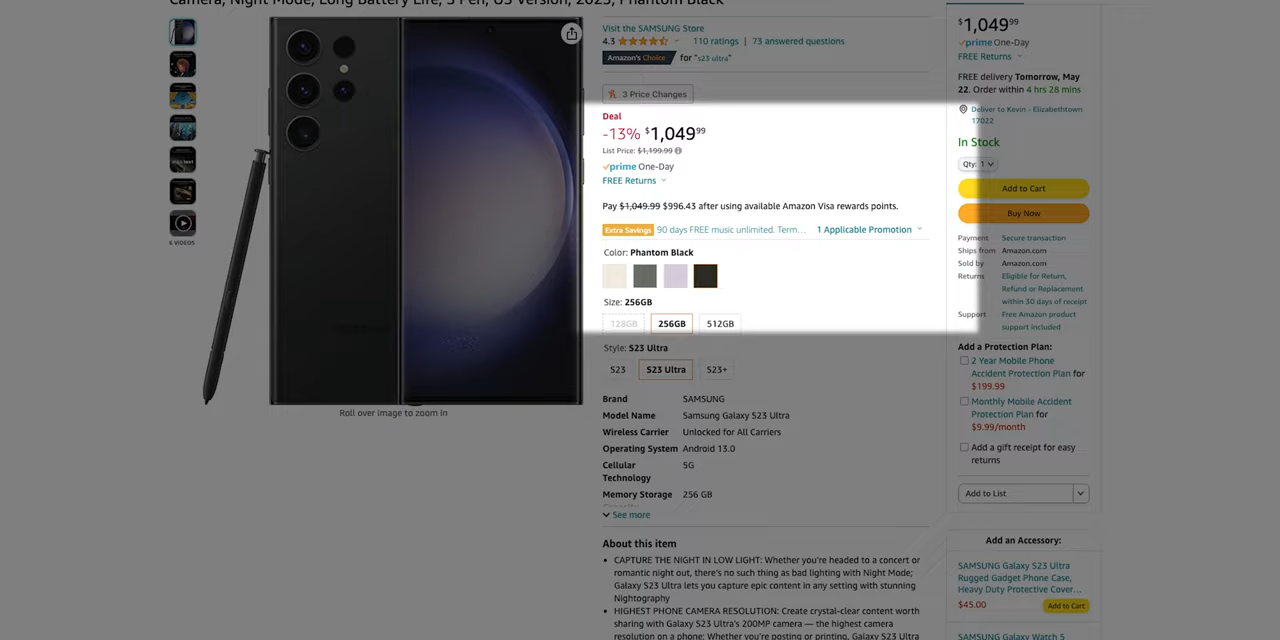 Camera, Night Mode, Long Battery Life, S Pen, US Version, 2023, Phantom Black
6 VIDEOS
Roll over image to zoom in
Visit the SAMSUNG Store
4.3 110 ratings | 73 answered questions
Amazon's Choice for "s23 ultra"
3 Price Changes
Deal
-13% $1,049⁹⁹
List Price: $1,199.99
prime One-Day
FREE Returns
Pay $1,049.99 $996.43 after using available Amazon Visa rewards points.
Extra Savings 90 days FREE music unlimited. Term… 1 Applicable Promotion
Color: Phantom Black
Size: 256GB
128GB 256GB 512GB
Style: S23 Ultra
S23 S23 Ultra S23+
Brand SAMSUNG
Model Name Samsung Galaxy S23 Ultra
Wireless Carrier Unlocked for All Carriers
Operating System Android 13.0
Cellular 5G
Technology
Memory Storage 256 GB
See more
About this item
• CAPTURE THE NIGHT IN LOW LIGHT: Whether you're headed to a concert or
romantic night out, there's no such thing as bad lighting with Night Mode;
Galaxy S23 Ultra lets you capture epic content in any setting with stunning
Nightography
• HIGHEST PHONE CAMERA RESOLUTION: Create crystal-clear content worth
sharing with Galaxy S23 Ultra's 200MP camera — the highest camera
resolution on a phone; Whether you're posting or printing, Galaxy S23 Ultra
$1,049⁹⁹
prime One-Day
FREE Returns
FREE delivery Tomorrow, May
22. Order within 4 hrs 28 mins
Deliver to Kevin - Elizabethtown
17022
In Stock
Qty: 1
Add to Cart
Buy Now
Payment Secure transaction
Ships from Amazon.com
Sold by Amazon.com
Returns Eligible for Return,
Refund or Replacement
within 30 days of receipt
Support Free Amazon product
support included
Add a Protection Plan:
2 Year Mobile Phone
Accident Protection Plan for
$199.99
Monthly Mobile Accident
Protection Plan for
$9.99/month
Add a gift receipt for easy
returns
Add to List
Add an Accessory:
SAMSUNG Galaxy S23 Ultra
Rugged Gadget Phone Case,
Heavy Duty Protective Cover…
$45.00 Add to Cart
SAMSUNG Galaxy Watch 5